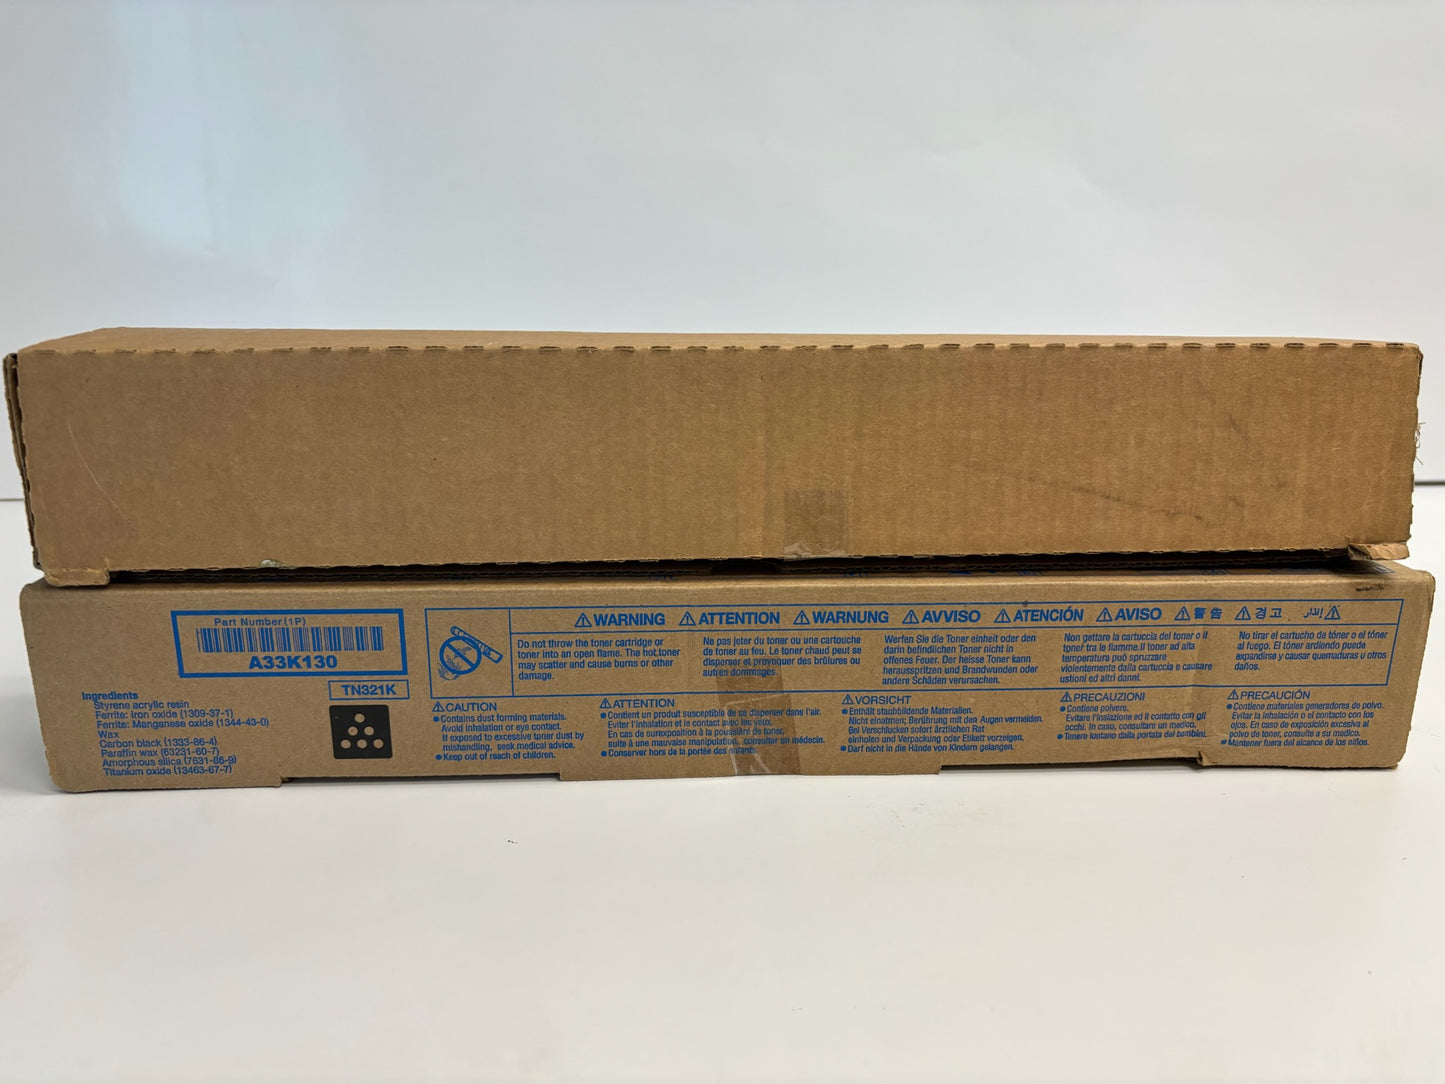 Part Number(1P)
A33K130
TN321K
Ingredients
Styrene acrylic resin
Ferrite: Iron oxide (1309-37-1)
Ferrite: Manganese oxide (1344-43-0)
Wax
Carbon black (1333-86-4)
Paraffin wax (63231-60-7)
Amorphous silica (7631-86-9)
Titanium oxide (13463-67-7)
WARNING ATTENTION WARNUNG AVVISO ATENCIÓN AVISO 警告 경고 إنذار
Do not throw the toner cartridge or
toner into an open flame. The hot toner
may scatter and cause burns or other
damage.
Ne pas jeter du toner ou une cartouche
de toner au feu. Le toner chaud peut se
disperser et provoquer des brûlures ou
autres dommages.
Werfen Sie die Toner einheit oder den
darin befindlichen Toner nicht in
offenes Feuer. Der heisse Toner kann
herausspritzen und Brandwunden oder
andere Schäden verursachen.
Non gettare la cartuccia del toner o il
toner fra le fiamme.Il toner ad alta
temperatura può spruzzare
violentemente dalla cartuccia e causare
ustioni ed altri danni.
No tirar el cartucho de tóner o el tóner
al fuego. El tóner ardiendo puede
expandirse y causar quemaduras u otros
daños.
CAUTION
●Contains dust forming materials.
Avoid inhalation or eye contact.
If exposed to excessive toner dust by
mishandling, seek medical advice.
●Keep out of reach of children.
ATTENTION
●Contient un produit susceptible de se disperser dans l'air.
Eviter l'inhalation et le contact avec les yeux.
En cas de surexposition à la poussière de toner,
suite à une mauvaise manipulation, consulter un médecin.
●Conserver hors de la portée des enfants.
VORSICHT
●Enthält staubbildende Materialien.
Nicht einatmen; Berührung mit den Augen vermeiden.
Bei Verschlucken sofort ärztlichen Rat
einholen und Verpackung oder Etikett vorzeigen.
●Darf nicht in die Hände von Kindern gelangen.
PRECAUZIONI
●Contiene polvere.
Evitare l'inalazione ed il contatto con gli
occhi. In caso, consultare un medico.
●Tenere lontano dalla portata dei bambini.
PRECAUCIÓN
●Contiene materiales generadores de polvo.
Evitar la inhalación o el contacto con los
ojos. En caso de exposición excesiva al
polvo de toner, consulte a su medico.
●Mantener fuera del alcance de los niños.